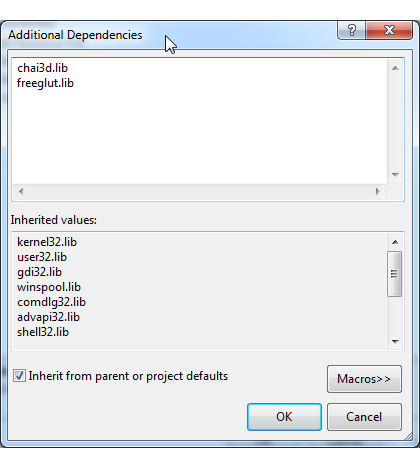 Additional Dependencies
chai3d.lib
freeglut.lib
Inherited values:
kernel32.lib
user32.lib
gdi32.lib
winspool.lib
comdlg32.lib
advapi32.lib
shell32.lib
Inherit from parent or project defaults
Macros>>
OK
Cancel